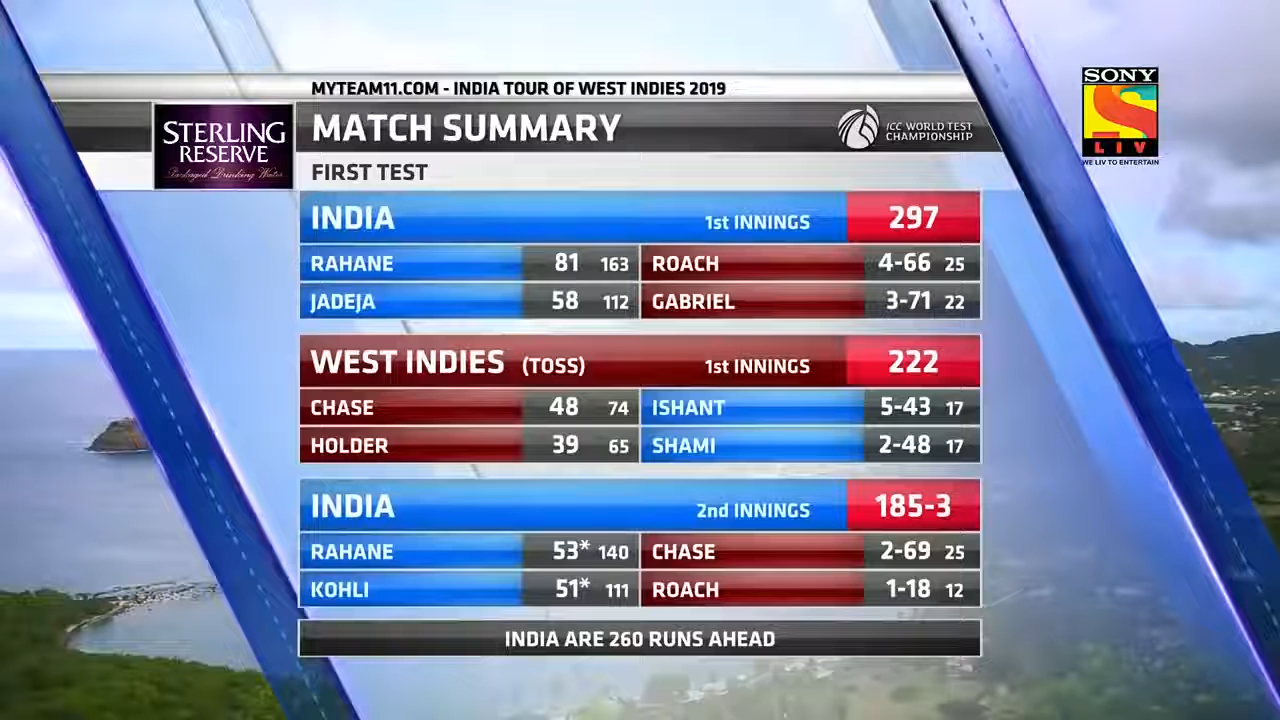 MYTEAM11.COM - INDIA TOUR OF WEST INDIES 2019
STERLING
RESERVE
Packaged Drinking Water
MATCH SUMMARY
ICC WORLD TEST
CHAMPIONSHIP
SONY
LIV
WE LIV TO ENTERTAIN
FIRST TEST
INDIA 1st INNINGS 297
RAHANE 81 163 ROACH 4-66 25
JADEJA 58 112 GABRIEL 3-71 22
WEST INDIES (TOSS) 1st INNINGS 222
CHASE 48 74 ISHANT 5-43 17
HOLDER 39 65 SHAMI 2-48 17
INDIA 2nd INNINGS 185-3
RAHANE 53* 140 CHASE 2-69 25
KOHLI 51* 111 ROACH 1-18 12
INDIA ARE 260 RUNS AHEAD